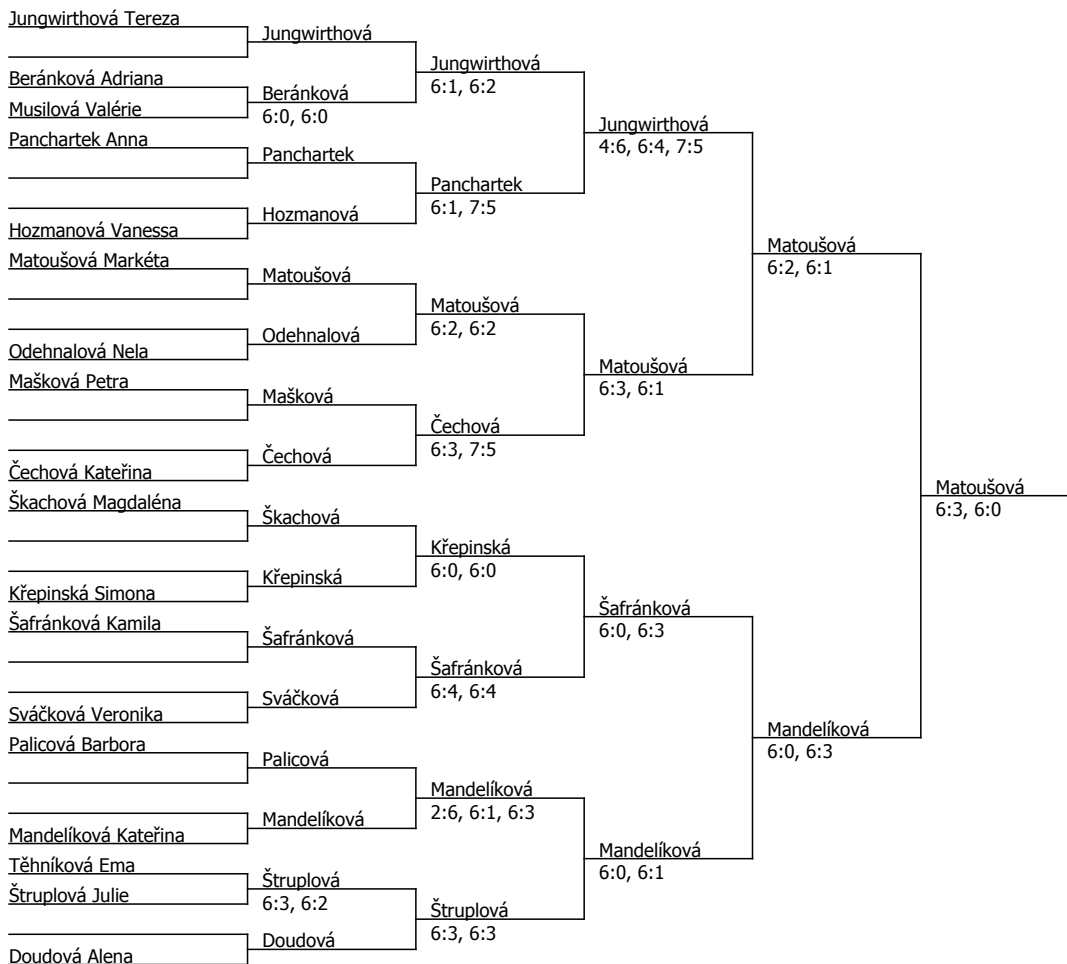 Jungwirthová Tereza
Beránková Adriana
Musilová Valérie
Panchartek Anna
Hozmanová Vanessa
Matoušová Markéta
Odehnalová Nela
Mašková Petra
Čechová Kateřina
Škachová Magdaléna
Křepinská Simona
Šafránková Kamila
Sváčková Veronika
Palicová Barbora
Mandelíková Kateřina
Těhníková Ema
Štruplová Julie
Doudová Alena
Jungwirthová
Beránková
6:0, 6:0
Panchartek
Hozmanová
Matoušová
Odehnalová
Mašková
Čechová
Škachová
Křepinská
Šafránková
Sváčková
Palicová
Mandelíková
Štruplová
6:3, 6:2
Doudová
Jungwirthová
6:1, 6:2
Panchartek
6:1, 7:5
Matoušová
6:2, 6:2
Čechová
6:3, 7:5
Křepinská
6:0, 6:0
Šafránková
6:4, 6:4
Mandelíková
2:6, 6:1, 6:3
Štruplová
6:3, 6:3
Jungwirthová
4:6, 6:4, 7:5
Matoušová
6:3, 6:1
Šafránková
6:0, 6:3
Mandelíková
6:0, 6:1
Matoušová
6:2, 6:1
Mandelíková
6:0, 6:3
Matoušová
6:3, 6:0